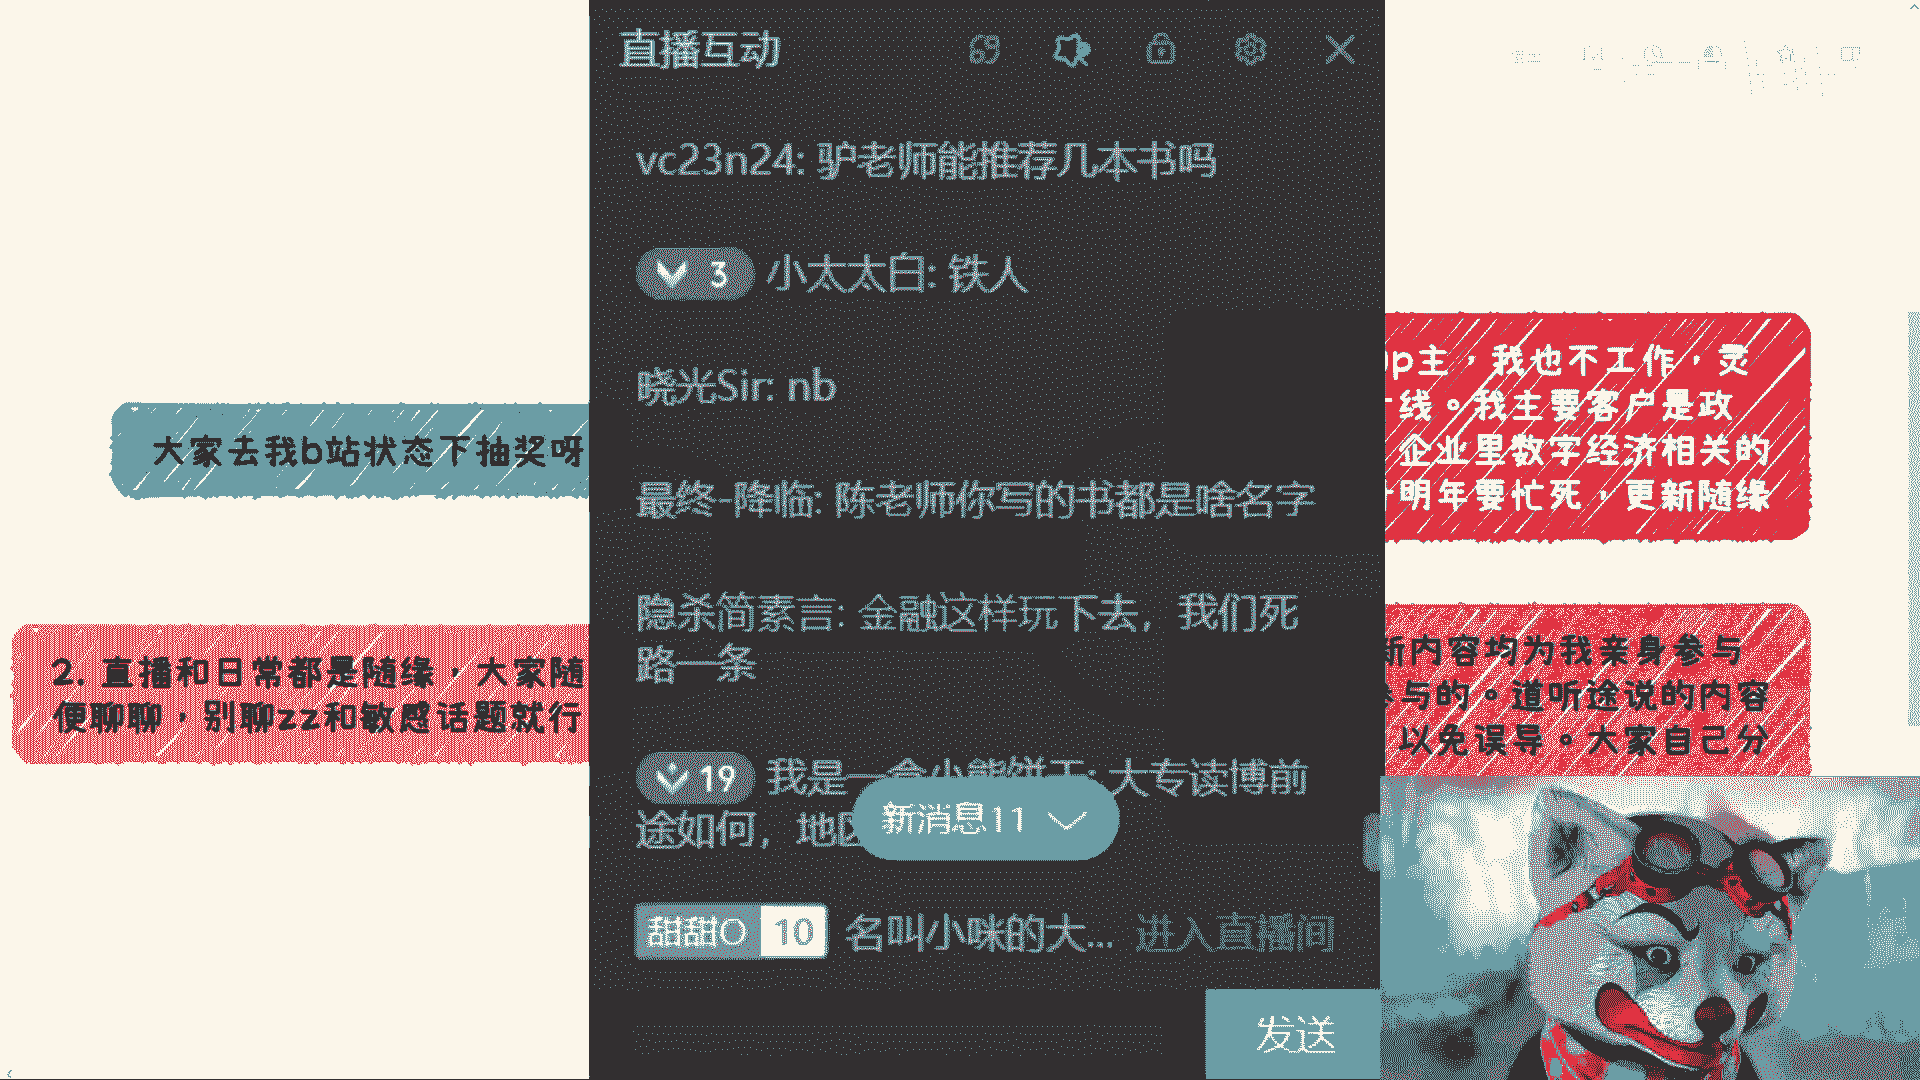 直播互动
vc23n24: 驴老师能推荐几本书吗
3 小太太白: 铁人
晓光Sir: nb
最终-降临: 陈老师你写的书都是啥名字
隐杀简素言: 金融这样玩下去，我们死
路一条
19 我是一盒小熊饼干: 大专读博前
途如何，地区
新消息11
甜甜O 10 名叫小咪的大... 进入直播间
发送
大家去我b站状态下抽奖呀
2. 直播和日常都是随缘，大家随
便聊聊，别聊zz和敏感话题就行
up主，我也不工作，灵
线。我主要客户是政
企业里数字经济相关的
明年要忙死，更新随缘
新内容均为我亲身参与
参与的。道听途说的内容
以免误导。大家自己分